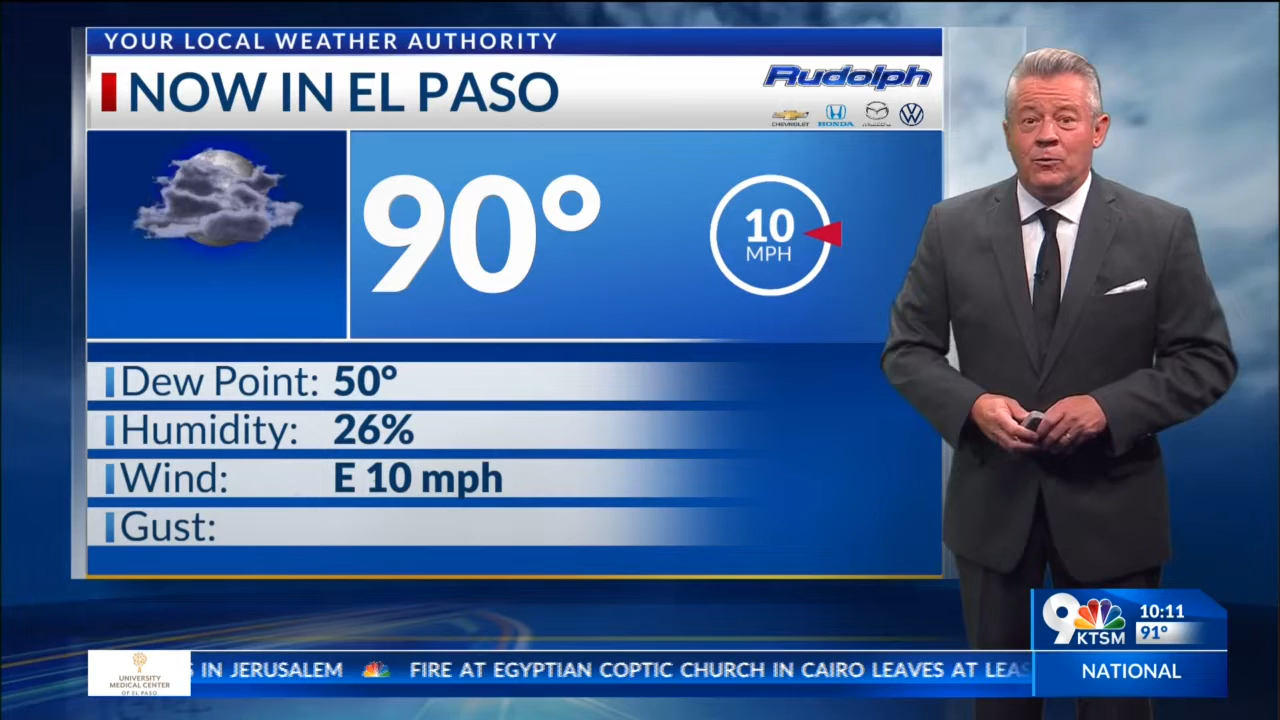 YOUR LOCAL WEATHER AUTHORITY
NOW IN EL PASO
Rudolph
CHEVROLET HONDA mazda
90°
10
MPH
Dew Point: 50°
Humidity: 26%
Wind: E 10 mph
Gust:
9 KTSM
10:11
91°
NATIONAL
UNIVERSITY
MEDICAL CENTER
OF EL PASO
IN JERUSALEM FIRE AT EGYPTIAN COPTIC CHURCH IN CAIRO LEAVES AT